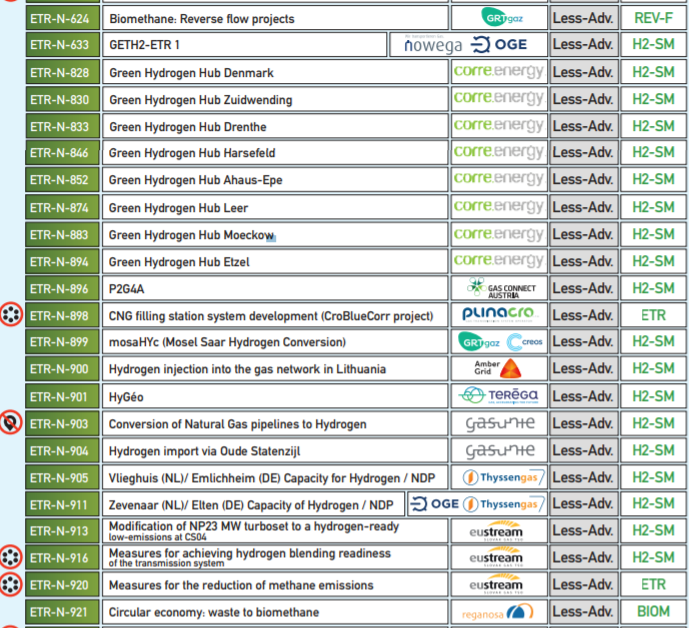 ETR-N-624 Biomethane: Reverse flow projects GRTgaz Less-Adv. REV-F
ETR-N-633 GETH2-ETR 1 nowega OGE Less-Adv. H2-SM
ETR-N-828 Green Hydrogen Hub Denmark corre.energy Less-Adv. H2-SM
ETR-N-830 Green Hydrogen Hub Zuidwending corre.energy Less-Adv. H2-SM
ETR-N-833 Green Hydrogen Hub Drenthe corre.energy Less-Adv. H2-SM
ETR-N-846 Green Hydrogen Hub Harsefeld corre.energy Less-Adv. H2-SM
ETR-N-852 Green Hydrogen Hub Ahaus-Epe corre.energy Less-Adv. H2-SM
ETR-N-874 Green Hydrogen Hub Leer corre.energy Less-Adv. H2-SM
ETR-N-883 Green Hydrogen Hub Moeckow corre.energy Less-Adv. H2-SM
ETR-N-894 Green Hydrogen Hub Etzel corre.energy Less-Adv. H2-SM
ETR-N-896 P2G4A GAS CONNECT AUSTRIA Less-Adv. H2-SM
ETR-N-898 CNG filling station system development (CroBlueCorr project) plinacro Less-Adv. ETR
ETR-N-899 mosaHYc (Mosel Saar Hydrogen Conversion) GRTgaz creos Less-Adv. H2-SM
ETR-N-900 Hydrogen injection into the gas network in Lithuania Amber Grid Less-Adv. H2-SM
ETR-N-901 HyGéo TERÉGA Less-Adv. H2-SM
ETR-N-903 Conversion of Natural Gas pipelines to Hydrogen gasunie Less-Adv. H2-SM
ETR-N-904 Hydrogen import via Oude Statenzijl gasunie Less-Adv. H2-SM
ETR-N-905 Vlieghuis (NL)/ Emlichheim (DE) Capacity for Hydrogen / NDP Thyssengas Less-Adv. H2-SM
ETR-N-911 Zevenaar (NL)/ Elten (DE) Capacity of Hydrogen / NDP OGE Thyssengas Less-Adv. H2-SM
ETR-N-913 Modification of NP23 MW turboset to a hydrogen-ready eustream Less-Adv. H2-SM
low-emissions at CS04
ETR-N-916 Measures for achieving hydrogen blending readiness eustream Less-Adv. H2-SM
of the transmission system
ETR-N-920 Measures for the reduction of methane emissions eustream Less-Adv. ETR
ETR-N-921 Circular economy: waste to biomethane reganosa Less-Adv. BIOM